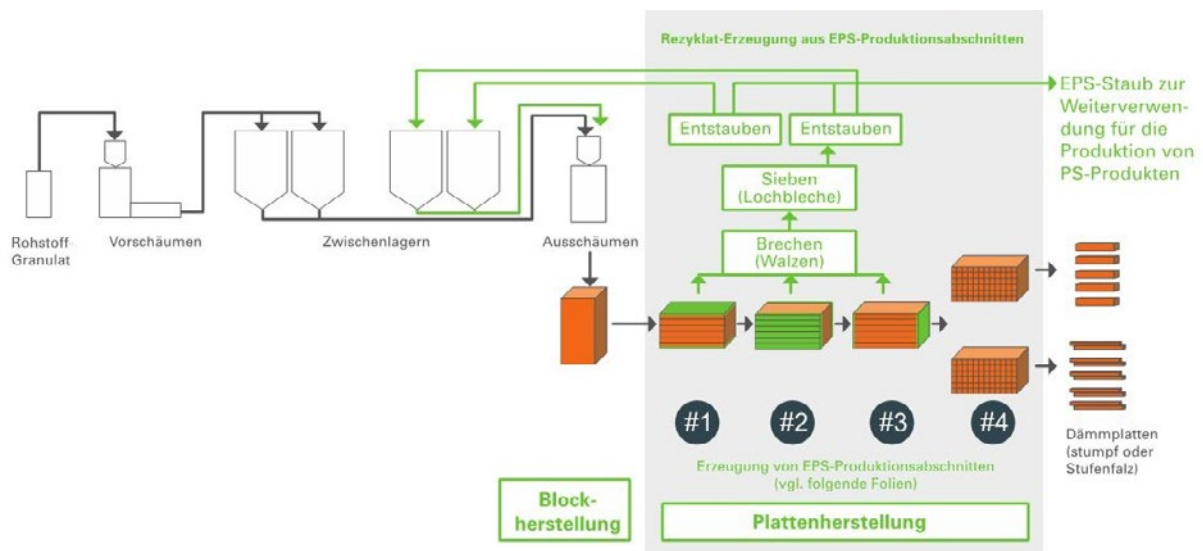 Rezyklat-Erzeugung aus EPS-Produktionsabschnitten
EPS-Staub zur
Weiterverwen-
dung für die
Produktion von
PS-Produkten
Entstauben
Entstauben
Sieben
(Lochbleche)
Brechen
(Walzen)
Rohstoff-
Granulat
Vorschäumen
Zwischenlagern
Ausschäumen
#1
#2
#3
#4
Dämmplatten
(stumpf oder
Stufenfalz)
Erzeugung von EPS-Produktionsabschnitten
(vgl. folgende Folien)
Block-
herstellung
Plattenherstellung